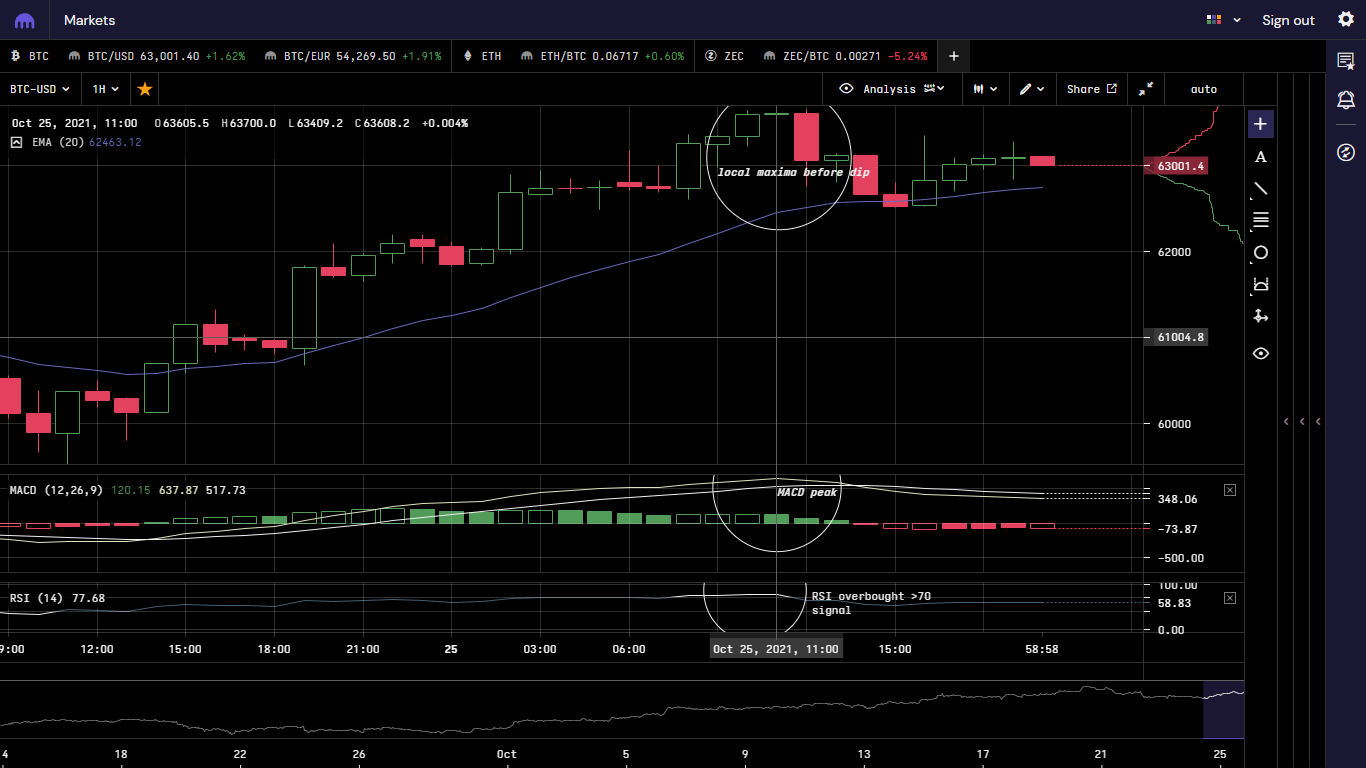 Markets
Sign out
BTC
BTC/USD 63,001.40 +1.62%
BTC/EUR 54,269.50 +1.91%
ETH
ETH/BTC 0.06717 +0.60%
ZEC
ZEC/BTC 0.00271 -5.24%
+
BTC-USD
1H
Analysis
Share
auto
Oct 25, 2021, 11:00 O63605.5 H63700.0 L63409.2 C63608.2 +0.004%
EMA (20) 62463.12
A
63001.4
local maxima before dip
62000
61004.8
60000
MACD (12,26,9) 120.15 637.87 517.73
MACD peak
348.06
-73.87
-500.00
100.00
RSI (14) 77.68
RSI overbought >70
signal
58.83
0.00
9:00 12:00 15:00 18:00 21:00 25 03:00 06:00 Oct 25, 2021, 11:00 15:00 58:58
4 18 22 26 Oct 5 9 13 17 21 25